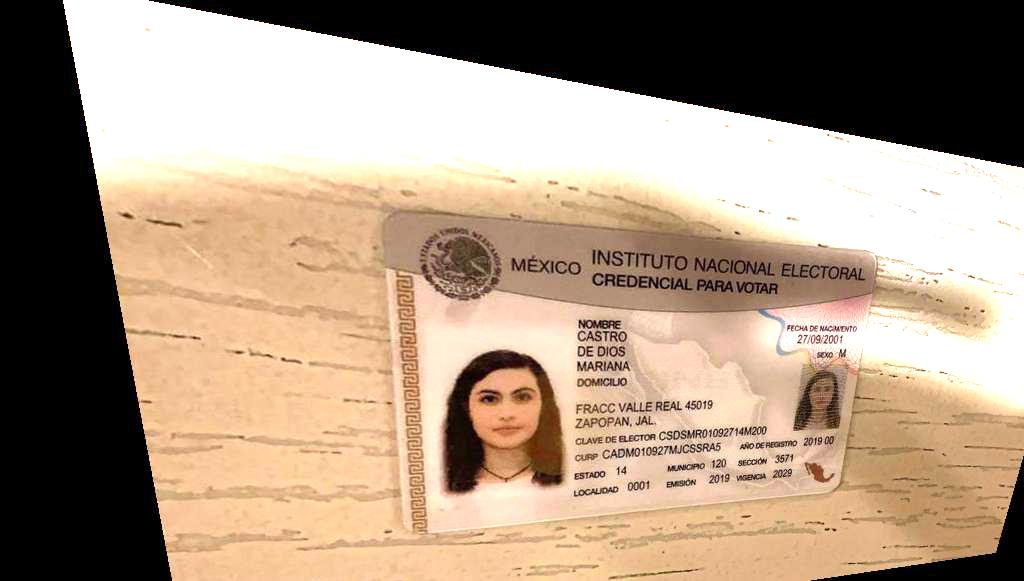 ESTADOS UNIDOS MEXICANOS
MÉXICO INSTITUTO NACIONAL ELECTORAL
CREDENCIAL PARA VOTAR
NOMBRE
CASTRO
DE DIOS
MARIANA
DOMICILIO
FRACC VALLE REAL 45019
ZAPOPAN, JAL.
FECHA DE NACIMIENTO
27/09/2001
SEXO M
CLAVE DE ELECTOR CSDSMR01092714M200
CURP CADM010927MJCSSRA5 AÑO DE REGISTRO 2019 00
ESTADO 14 MUNICIPIO 120 SECCIÓN 3571
LOCALIDAD 0001 EMISIÓN 2019 VIGENCIA 2029